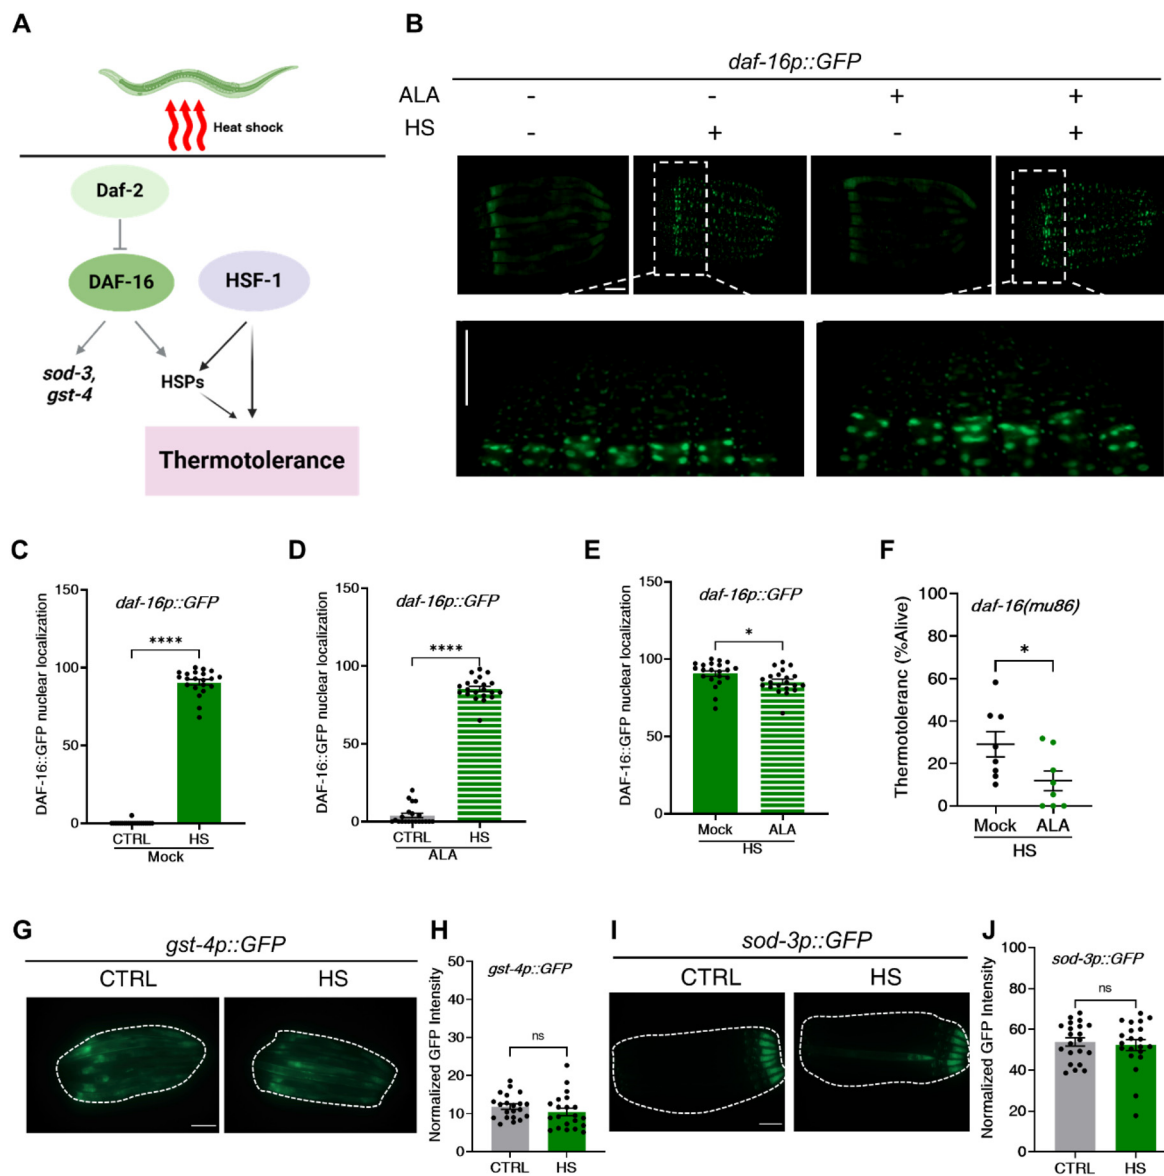 A
Heat shock
Daf-2
DAF-16
HSF-1
sod-3,
gst-4
HSPs
Thermotolerance
B
daf-16p::GFP
ALA - - + +
HS - + - +
C
DAF-16::GFP nuclear localization
150
100
50
0
daf-16p::GFP
****
CTRL HS
Mock
D
DAF-16::GFP nuclear localization
150
100
50
0
daf-16p::GFP
****
CTRL HS
ALA
E
DAF-16::GFP nuclear localization
150
100
50
0
daf-16p::GFP
*
Mock ALA
HS
F
Thermotoleranc (%Alive)
100
80
60
40
20
0
daf-16(mu86)
*
Mock ALA
HS
G
gst-4p::GFP
CTRL HS
H
Normalized GFP Intensity
50
40
30
20
10
0
gst-4p::GFP
ns
CTRL HS
I
sod-3p::GFP
CTRL HS
J
Normalized GFP Intensity
100
80
60
40
20
0
sod-3p::GFP
ns
CTRL HS